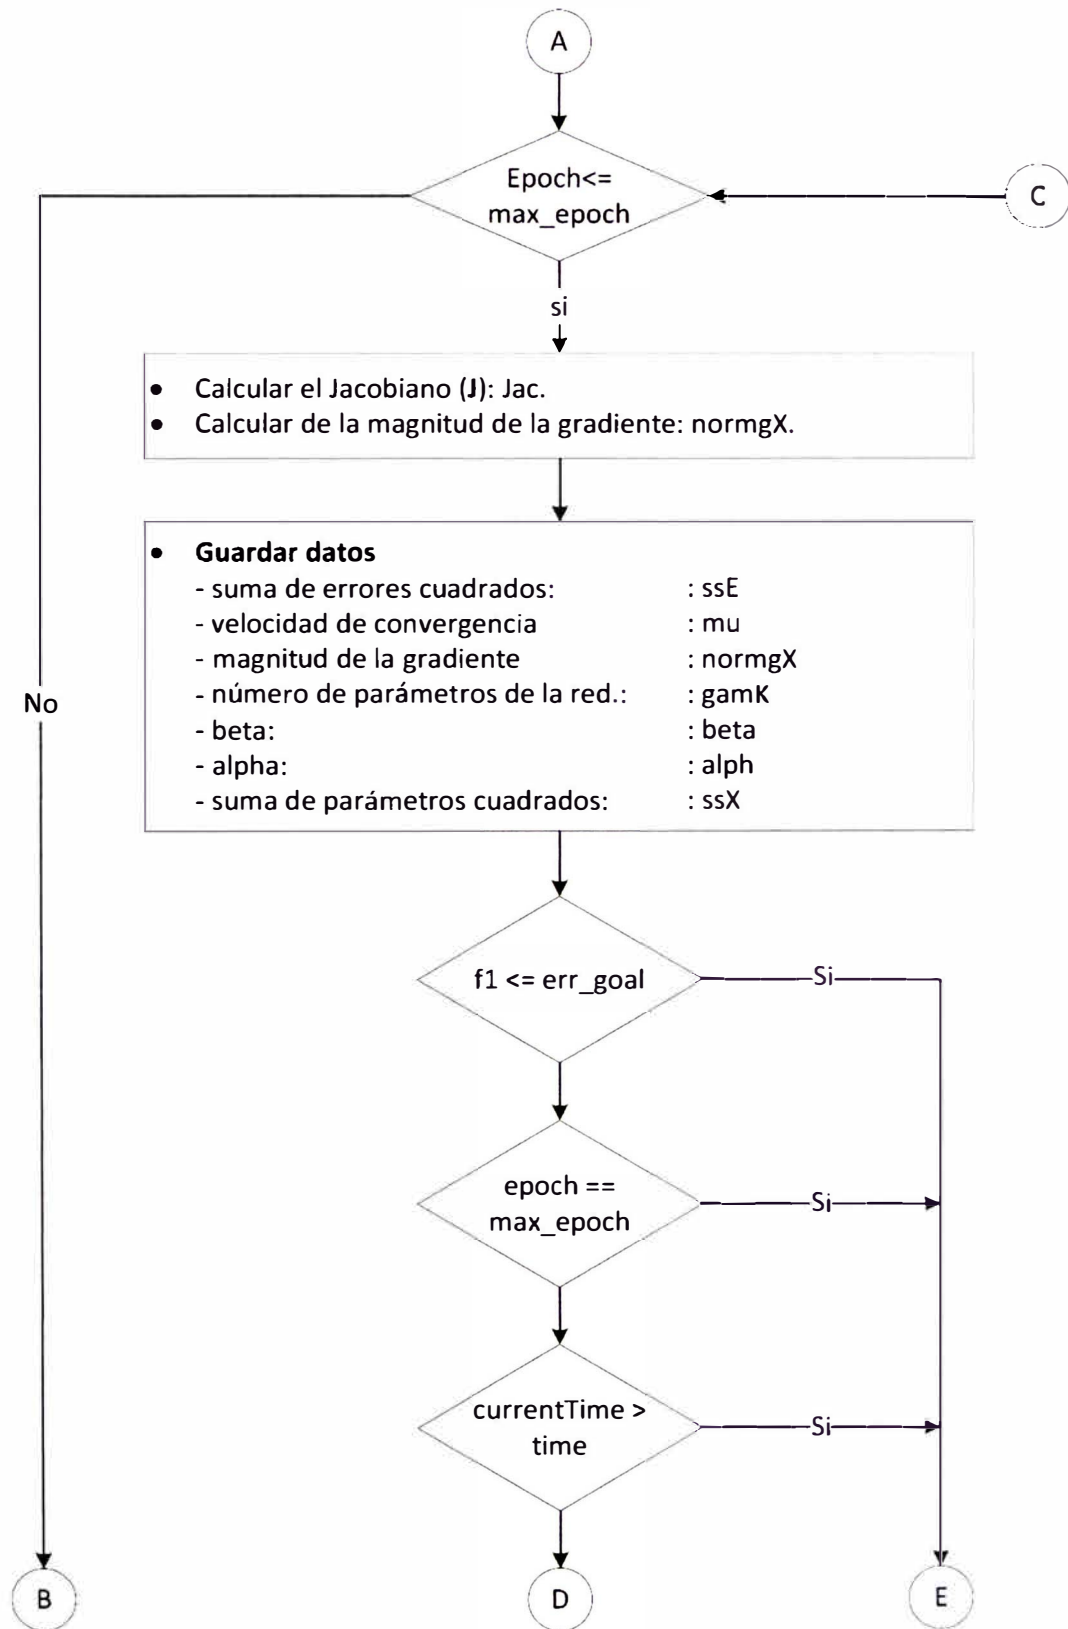 A
Epoch<=
max_epoch
C
si
• Calcular el Jacobiano (J): Jac.
• Calcular de la magnitud de la gradiente: normgX.
• Guardar datos
- suma de errores cuadrados: : ssE
- velocidad de convergencia : mu
- magnitud de la gradiente : normgX
No
- número de parámetros de la red.: : gamK
- beta: : beta
- alpha: : alph
- suma de parámetros cuadrados: : ssX
f1 <= err_goal
Si
epoch ==
max_epoch
Si
currentTime >
time
Si
B
D
E